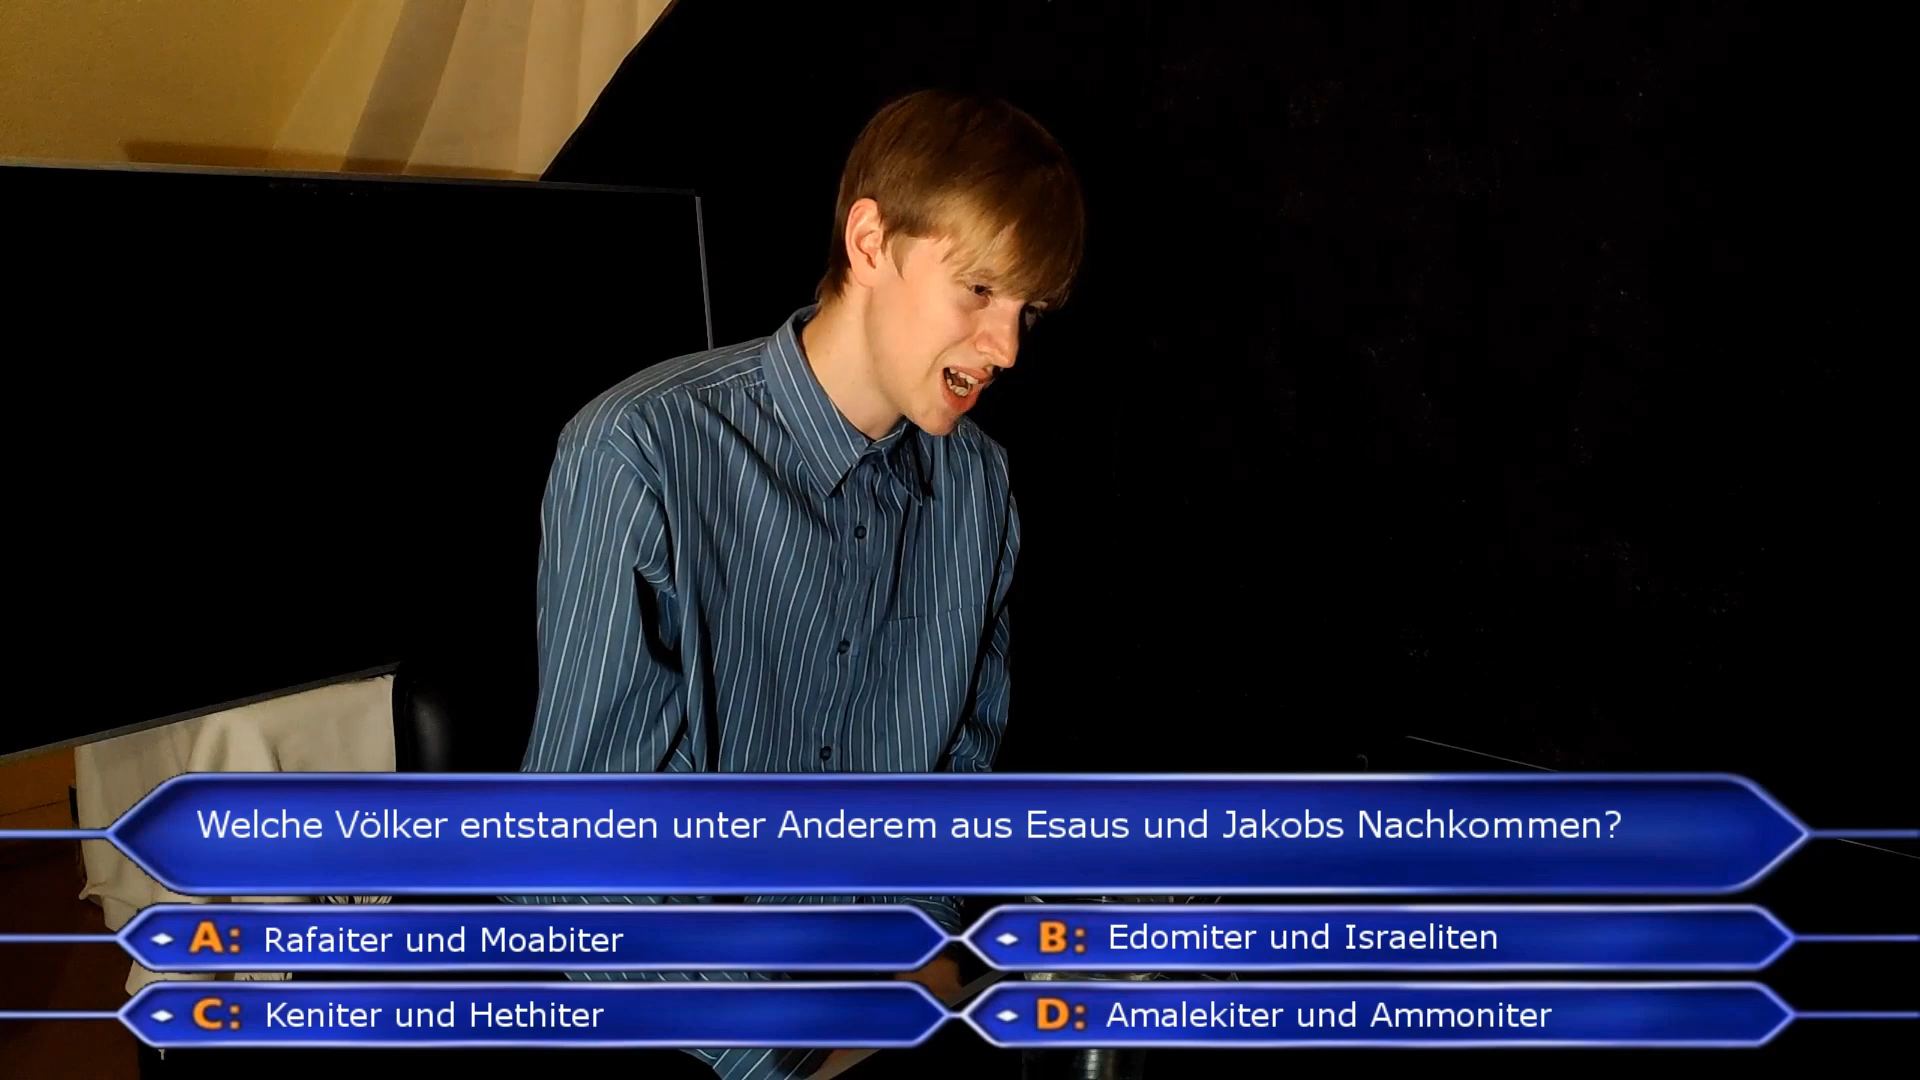 Welche Völker entstanden unter Anderem aus Esaus und Jakobs Nachkommen?
A: Rafaiter und Moabiter
B: Edomiter und Israeliten
C: Keniter und Hethiter
D: Amalekiter und Ammoniter